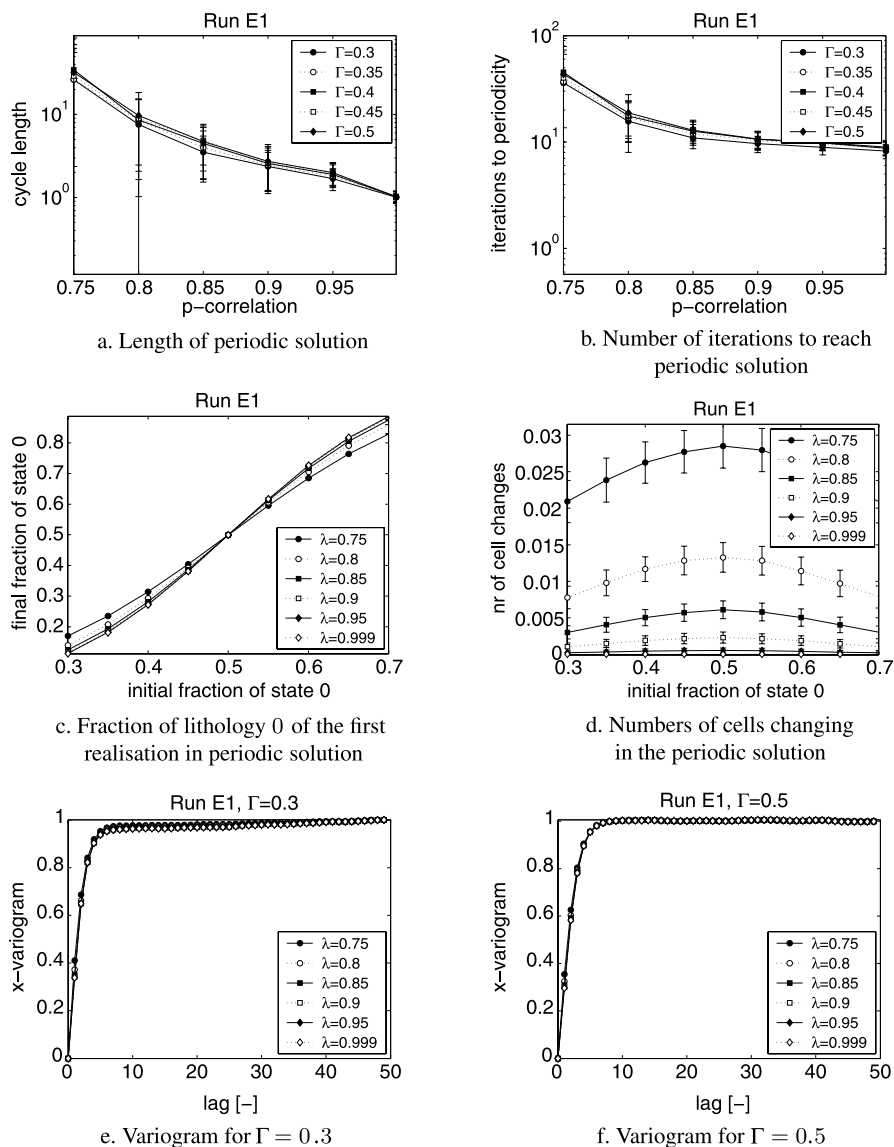 Run E1
cycle length
10^1
10^0
0.75 0.8 0.85 0.9 0.95
p-correlation
Γ=0.3
Γ=0.35
Γ=0.4
Γ=0.45
Γ=0.5
a. Length of periodic solution
Run E1
iterions to periodicity
10^2
10^1
10^0
0.75 0.8 0.85 0.9 0.95
p-correlation
Γ=0.3
Γ=0.35
Γ=0.4
Γ=0.45
Γ=0.5
b. Number of iterations to reach
periodic solution
Run E1
final fraction of state 0
0.8
0.7
0.6
0.5
0.4
0.3
0.2
0.3 0.4 0.5 0.6 0.7
initial fraction of state 0
λ=0.75
λ=0.8
λ=0.85
λ=0.9
λ=0.95
λ=0.999
c. Fraction of lithology 0 of the first
realisation in periodic solution
Run E1
nr of cell changes
0.03
0.025
0.02
0.015
0.01
0.005
0
0.3 0.4 0.5 0.6 0.7
initial fraction of state 0
λ=0.75
λ=0.8
λ=0.85
λ=0.9
λ=0.95
λ=0.999
d. Numbers of cells changing
in the periodic solution
Run E1, Γ=0.3
x-variogram
1
0.8
0.6
0.4
0.2
0
0 10 20 30 40 50
lag [-]
λ=0.75
λ=0.8
λ=0.85
λ=0.9
λ=0.95
λ=0.999
e. Variogram for Γ = 0.3
Run E1, Γ=0.5
x-variogram
1
0.8
0.6
0.4
0.2
0
0 10 20 30 40 50
lag [-]
λ=0.75
λ=0.8
λ=0.85
λ=0.9
λ=0.95
λ=0.999
f. Variogram for Γ = 0.5